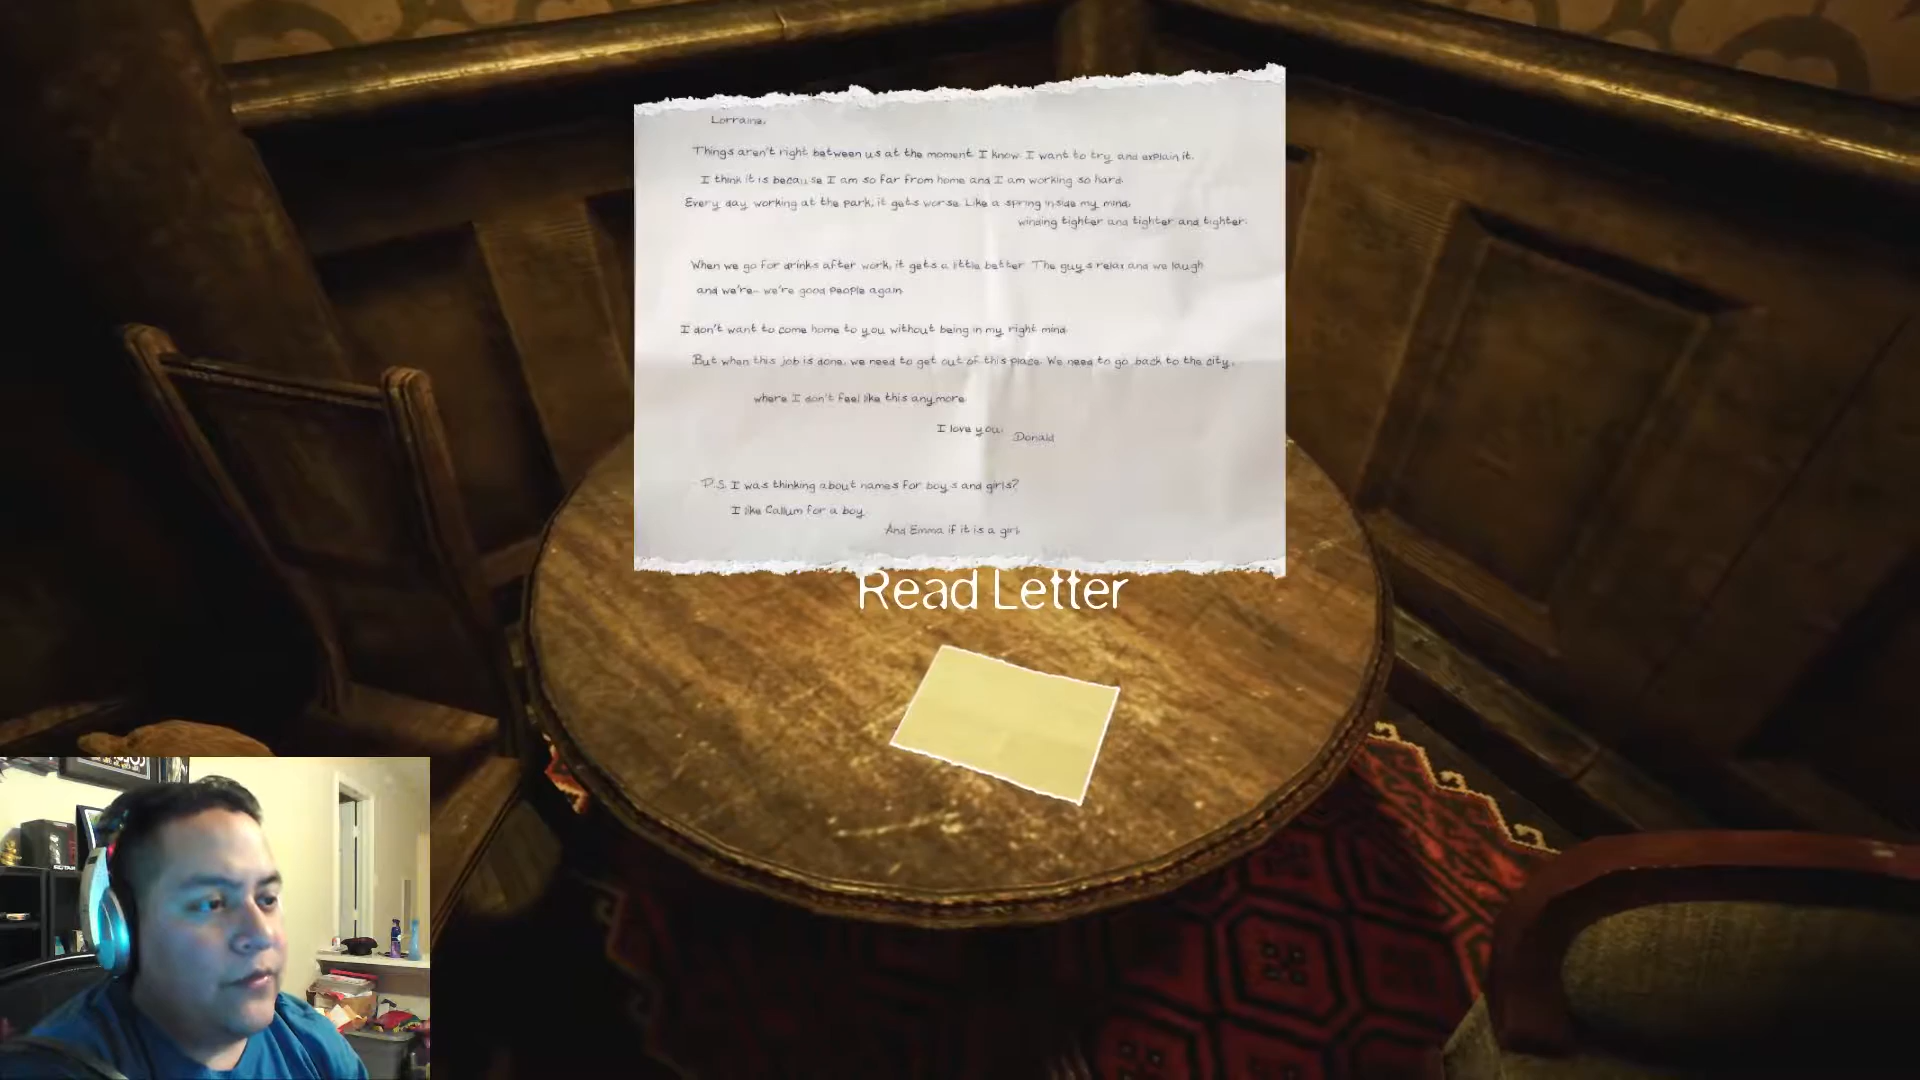 Lorraine,
Things aren't right between us at the moment I know. I want to try and explain it.
I think it is because I am so far from home and I am working so hard.
Every day working at the park, it gets worse. Like a spring inside my mind,
winding tighter and tighter and tighter.
When we go for drinks after work, it gets a little better. The guys relax and we laugh
and we're- we're good people again.
I don't want to come home to you without being in my right mind.
But when this job is done, we need to get out of this place. We need to go back to the city,
where I don't feel like this anymore.
I love you.
Donald
P.S. I was thinking about names for boys and girls?
I like Callum for a boy.
And Emma if it is a girl.
Read Letter